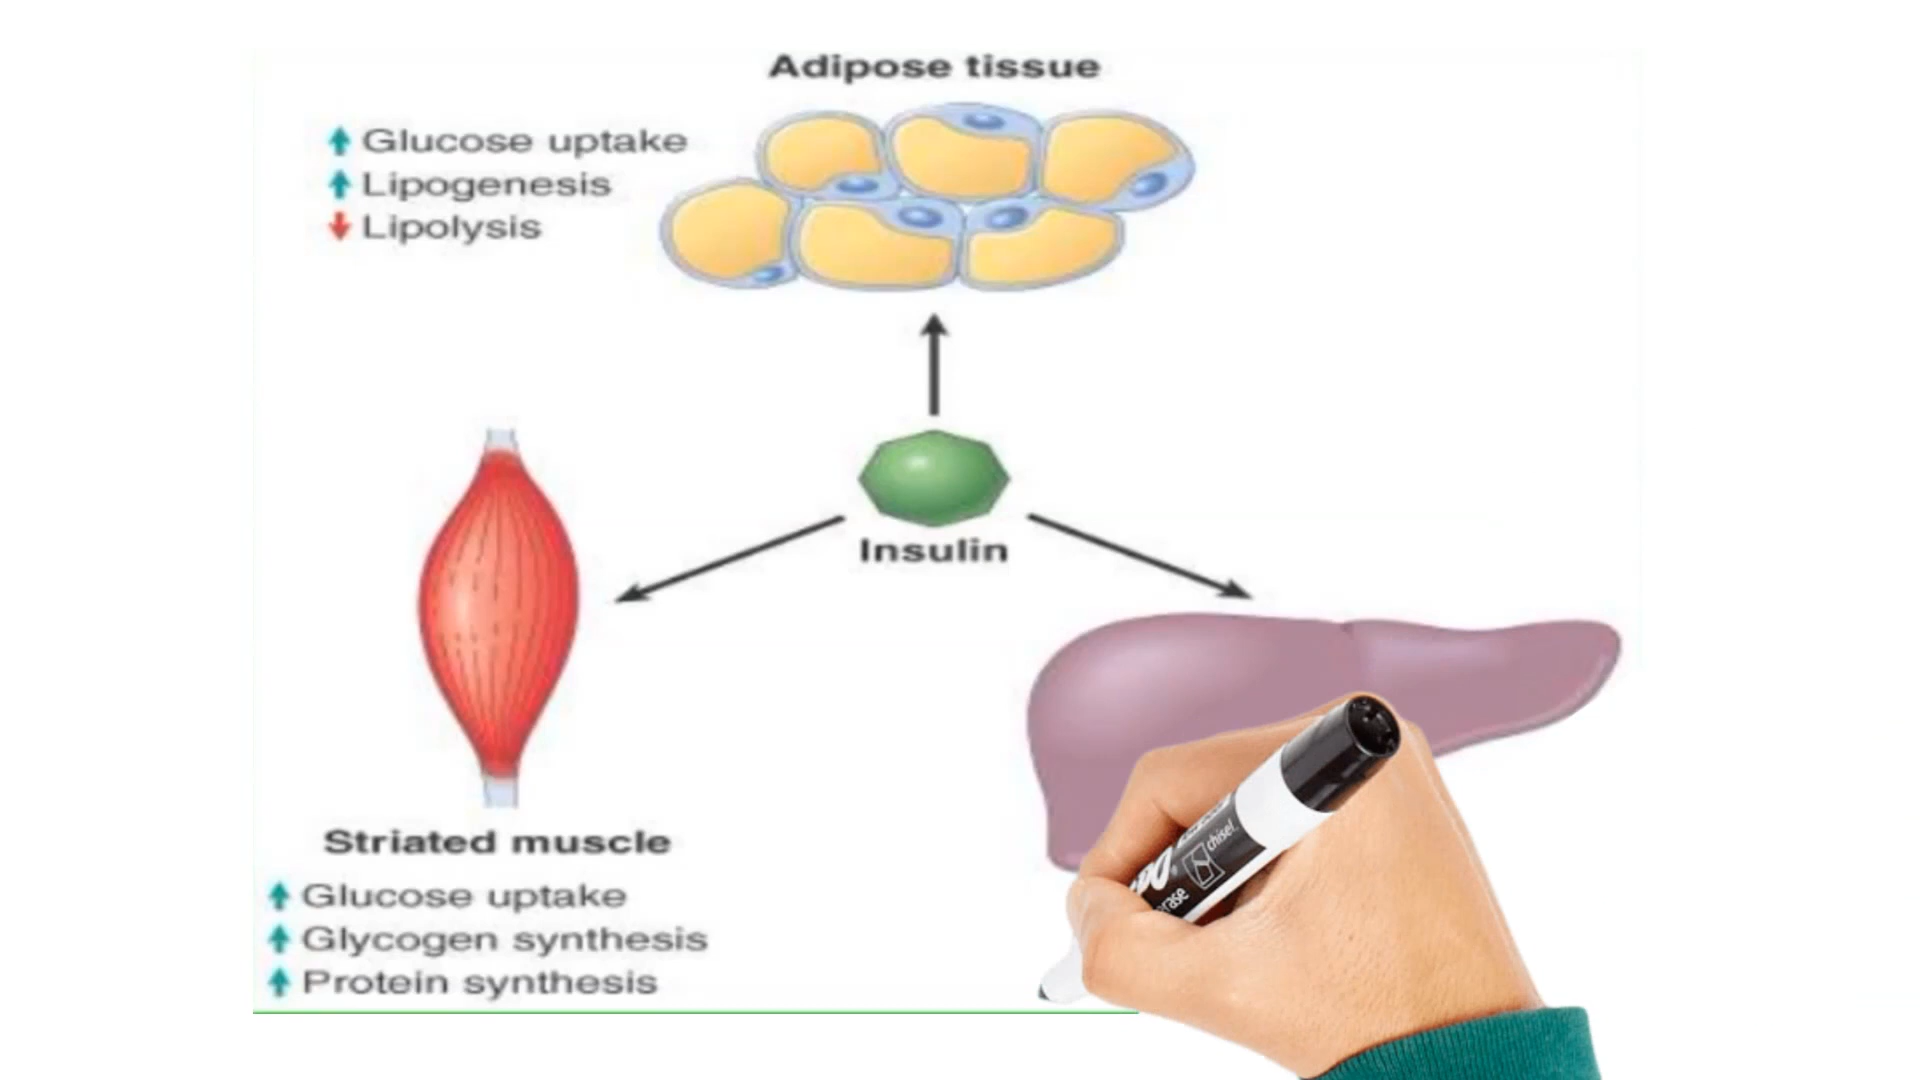 Adipose tissue
Glucose uptake
Lipogenesis
Lipolysis
Insulin
Striated muscle
Glucose uptake
Glycogen synthesis
Protein synthesis
chisel